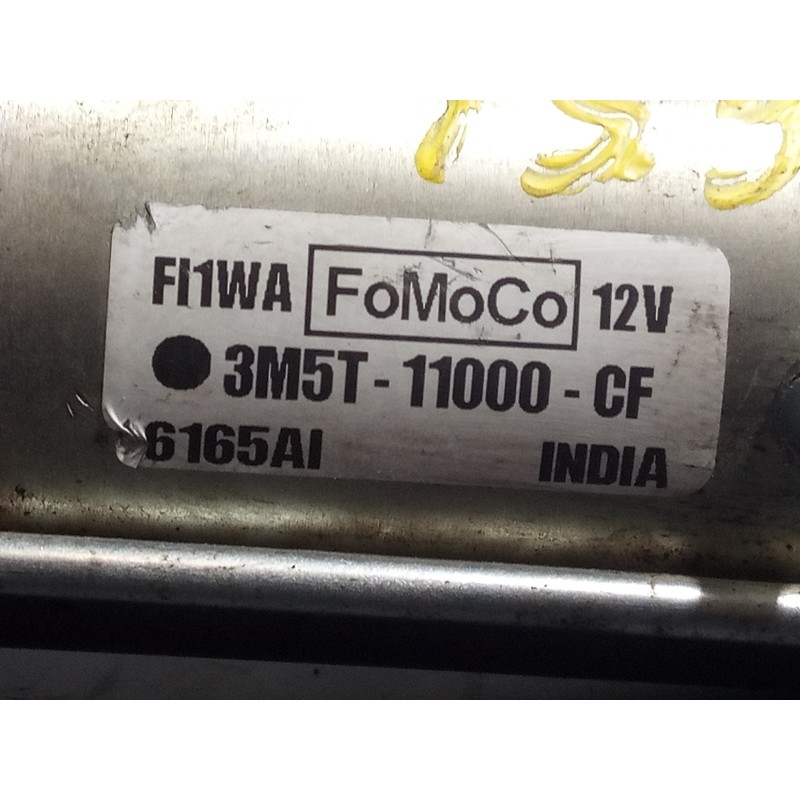 FI1WA FoMoCo 12V
3M5T-11000-CF
6165AI INDIA